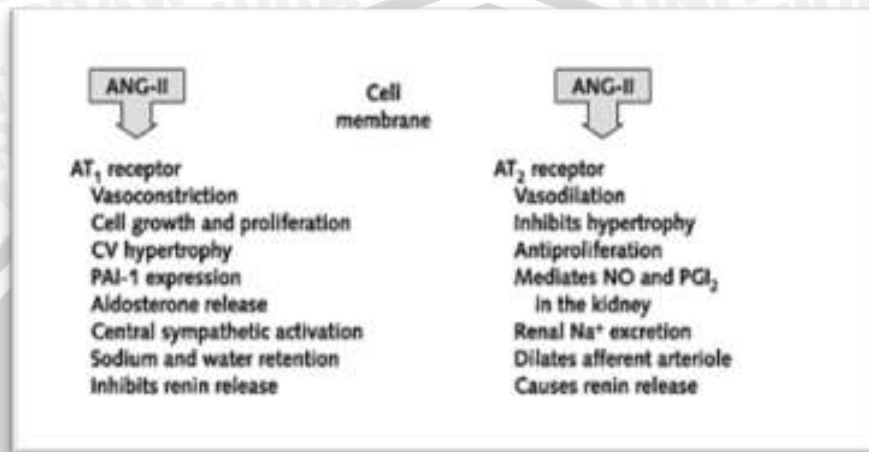 ANG-II
Cell
membrane
ANG-II
AT₁ receptor
Vasoconstriction
Cell growth and proliferation
CV hypertrophy
PAI-1 expression
Aldosterone release
Central sympathetic activation
Sodium and water retention
Inhibits renin release
AT₂ receptor
Vasodilation
Inhibits hypertrophy
Antiproliferation
Mediates NO and PGI₂
in the kidney
Renal Na⁺ excretion
Dilates afferent arteriole
Causes renin release